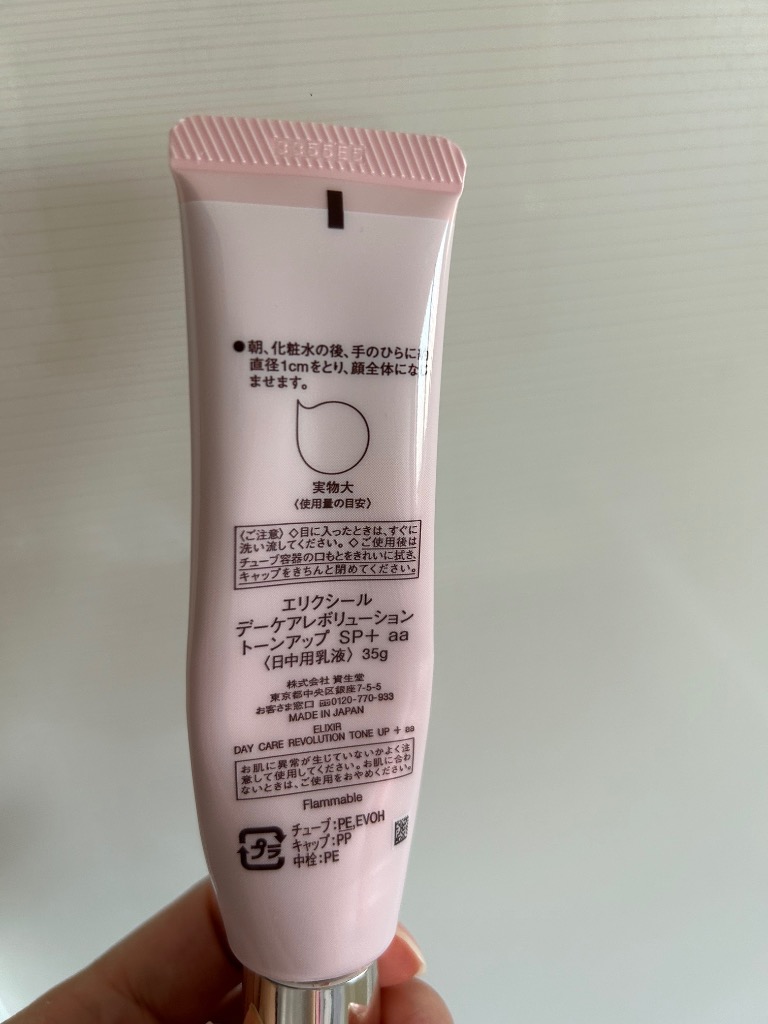 3355E5
●朝、化粧水の後、手のひらに約
直径1cmをとり、顔全体になじ
ませます。
実物大
〈使用量の目安〉
〈ご注意〉◇目に入ったときは、すぐに
洗い流してください。◇ご使用後は
チューブ容器の口もとをきれいに拭き、
キャップをきちんと閉めてください。
エリクシール
デーケアレボリューション
トーンアップ SP+ aa
〈日中用乳液〉35g
株式会社 資生堂
東京都中央区銀座7-5-5
お客さま窓口 0120-770-933
MADE IN JAPAN
ELIXIR
DAY CARE REVOLUTION TONE UP + aa
お肌に異常が生じていないかよく注
意して使用してください。お肌に合わ
ないときは、ご使用をおやめください。
Flammable
プラ
チューブ:PE,EVOH
キャップ:PP
中栓:PE